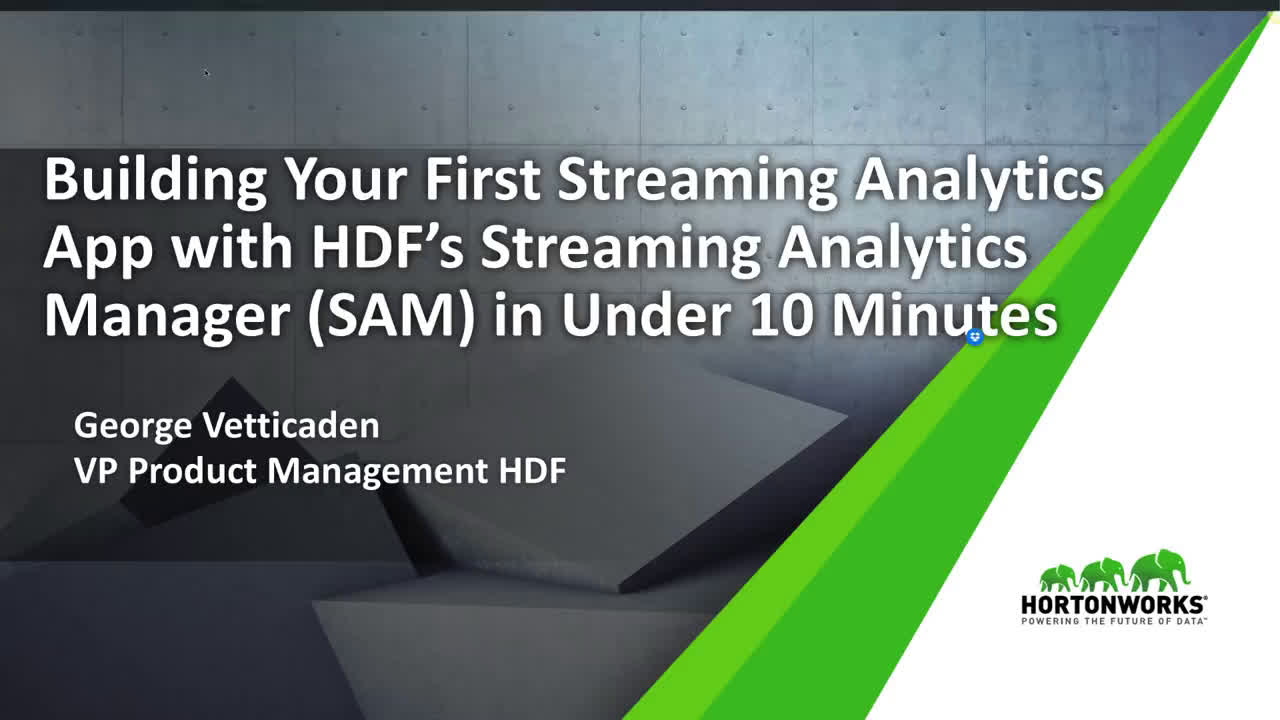 Building Your First Streaming Analytics
App with HDF’s Streaming Analytics
Manager (SAM) in Under 10 Minutes
George Vetticaden
VP Product Management HDF
HORTONWORKS®
POWERING THE FUTURE OF DATA™